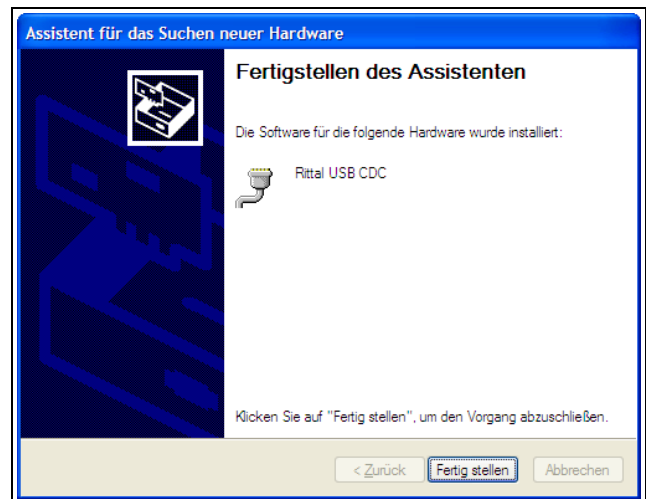 Assistent für das Suchen neuer Hardware
Fertigstellen des Assistenten
Die Software für die folgende Hardware wurde installiert:
Rittal USB CDC
Klicken Sie auf "Fertig stellen", um den Vorgang abzuschließen.
< Zurück Fertig stellen Abbrechen